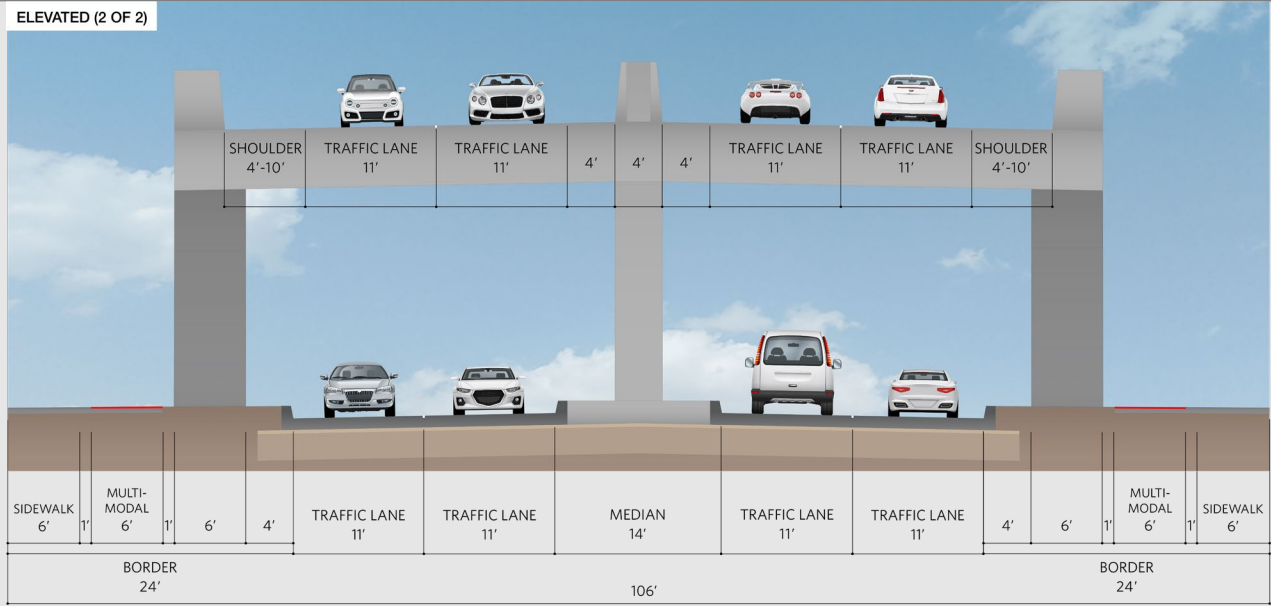 ELEVATED (2 OF 2)
SHOULDER
4'-10'
TRAFFIC LANE
11'
TRAFFIC LANE
11'
4'
4'
4'
TRAFFIC LANE
11'
TRAFFIC LANE
11'
SHOULDER
4'-10'
SIDEWALK
6'
1'
MULTI-
MODAL
6'
1'
6'
4'
TRAFFIC LANE
11'
TRAFFIC LANE
11'
MEDIAN
14'
TRAFFIC LANE
11'
TRAFFIC LANE
11'
4'
6'
1'
MULTI-
MODAL
6'
1'
SIDEWALK
6'
BORDER
24'
106'
BORDER
24'